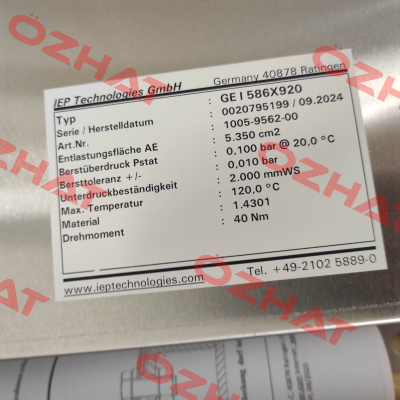 ÖZHAT
IEP Technologies GmbH Germany 40878 Ratingen
Typ : GE I 586X920
Serie / Herstelldatum : 0020795199 / 09.2024
Art.Nr. : 1005-9562-00
Entlastungsfläche AE : 5.350 cm2
Berstüberdruck Pstat : 0,100 bar @ 20,0 °C
Bersttoleranz +/- : 0,010 bar
Unterdruckbeständigkeit : 2.000 mmWS
Max. Temperatur : 120,0 °C
Material : 1.4301
Drehmoment : 40 Nm
www.ieptechnologies.com Tel. +49-2102 5889-0
ÖZHAT
ÖZHAT
ÖZHAT
ÖZHAT